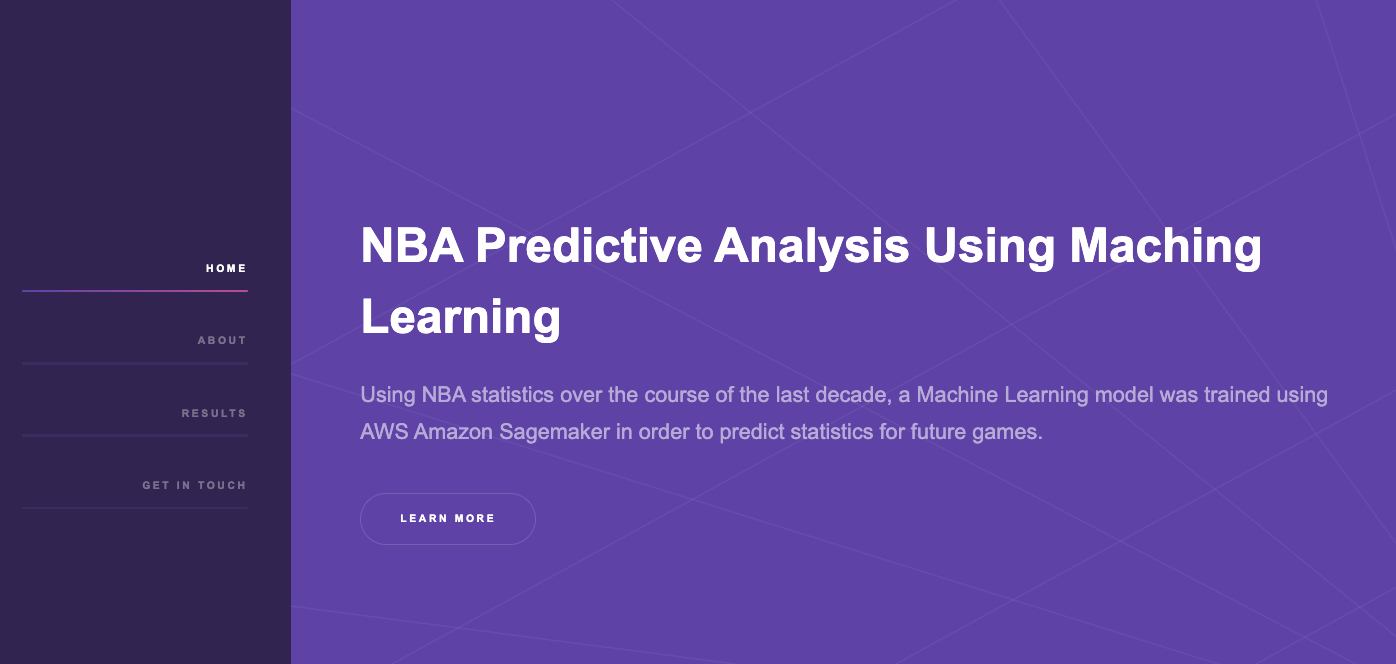 HOME
ABOUT
RESULTS
GET IN TOUCH
NBA Predictive Analysis Using Maching
Learning
Using NBA statistics over the course of the last decade, a Machine Learning model was trained using
AWS Amazon Sagemaker in order to predict statistics for future games.
LEARN MORE